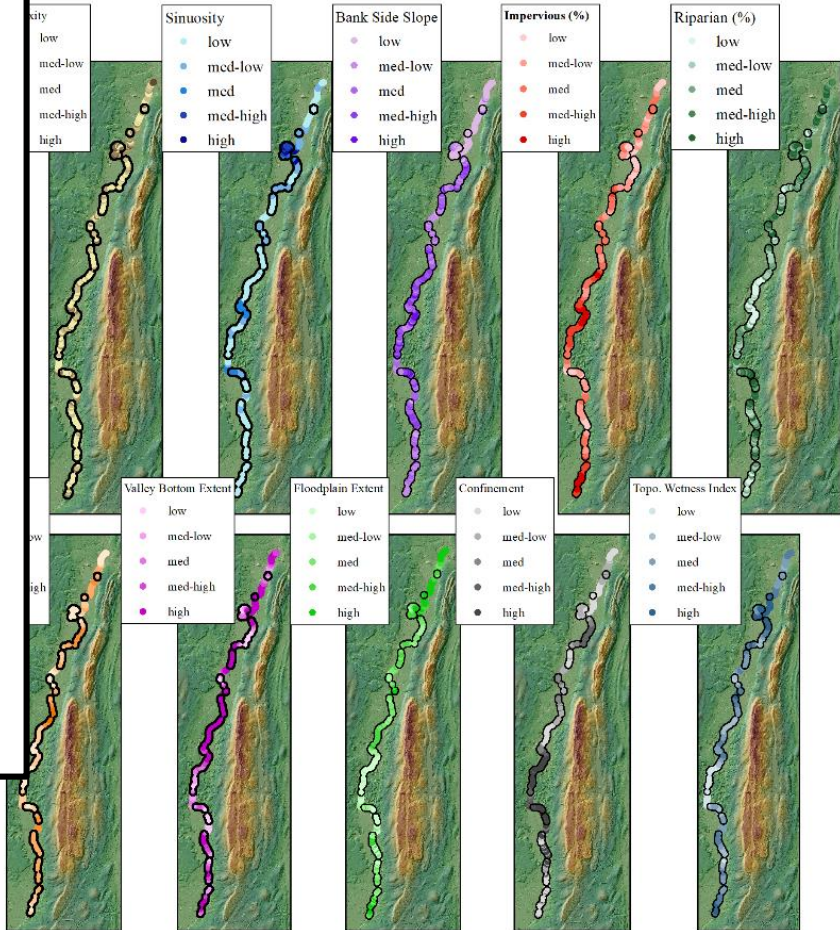 xity
low
med-low
med
med-high
high
Sinuosity
low
med-low
med
med-high
high
Bank Side Slope
low
med-low
med
med-high
high
Impervious (%)
low
med-low
med
med-high
high
Riparian (%)
low
med-low
med
med-high
high
ow
igh
Valley Bottom Extent
low
med-low
med
med-high
high
Floodplain Extent
low
med-low
med
med-high
high
Confinement
low
med-low
med
med-high
high
Topo. Wetness Index
low
med-low
med
med-high
high